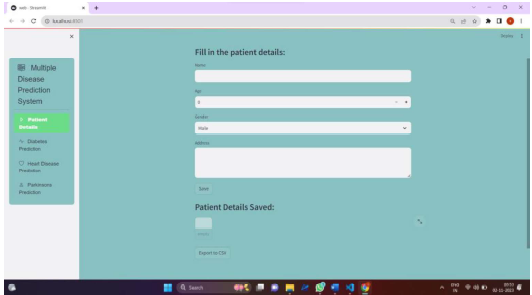 web · Streamlit
localhost:8501
Multiple
Disease
Prediction
System
Patient
Details
Diabetes
Prediction
Heart Disease
Prediction
Parkinsons
Prediction
Fill in the patient details:
Name
Age
0
Gender
Male
Address
Save
Patient Details Saved:
Export to CSV
Search
ENG
IN
02-11-2023